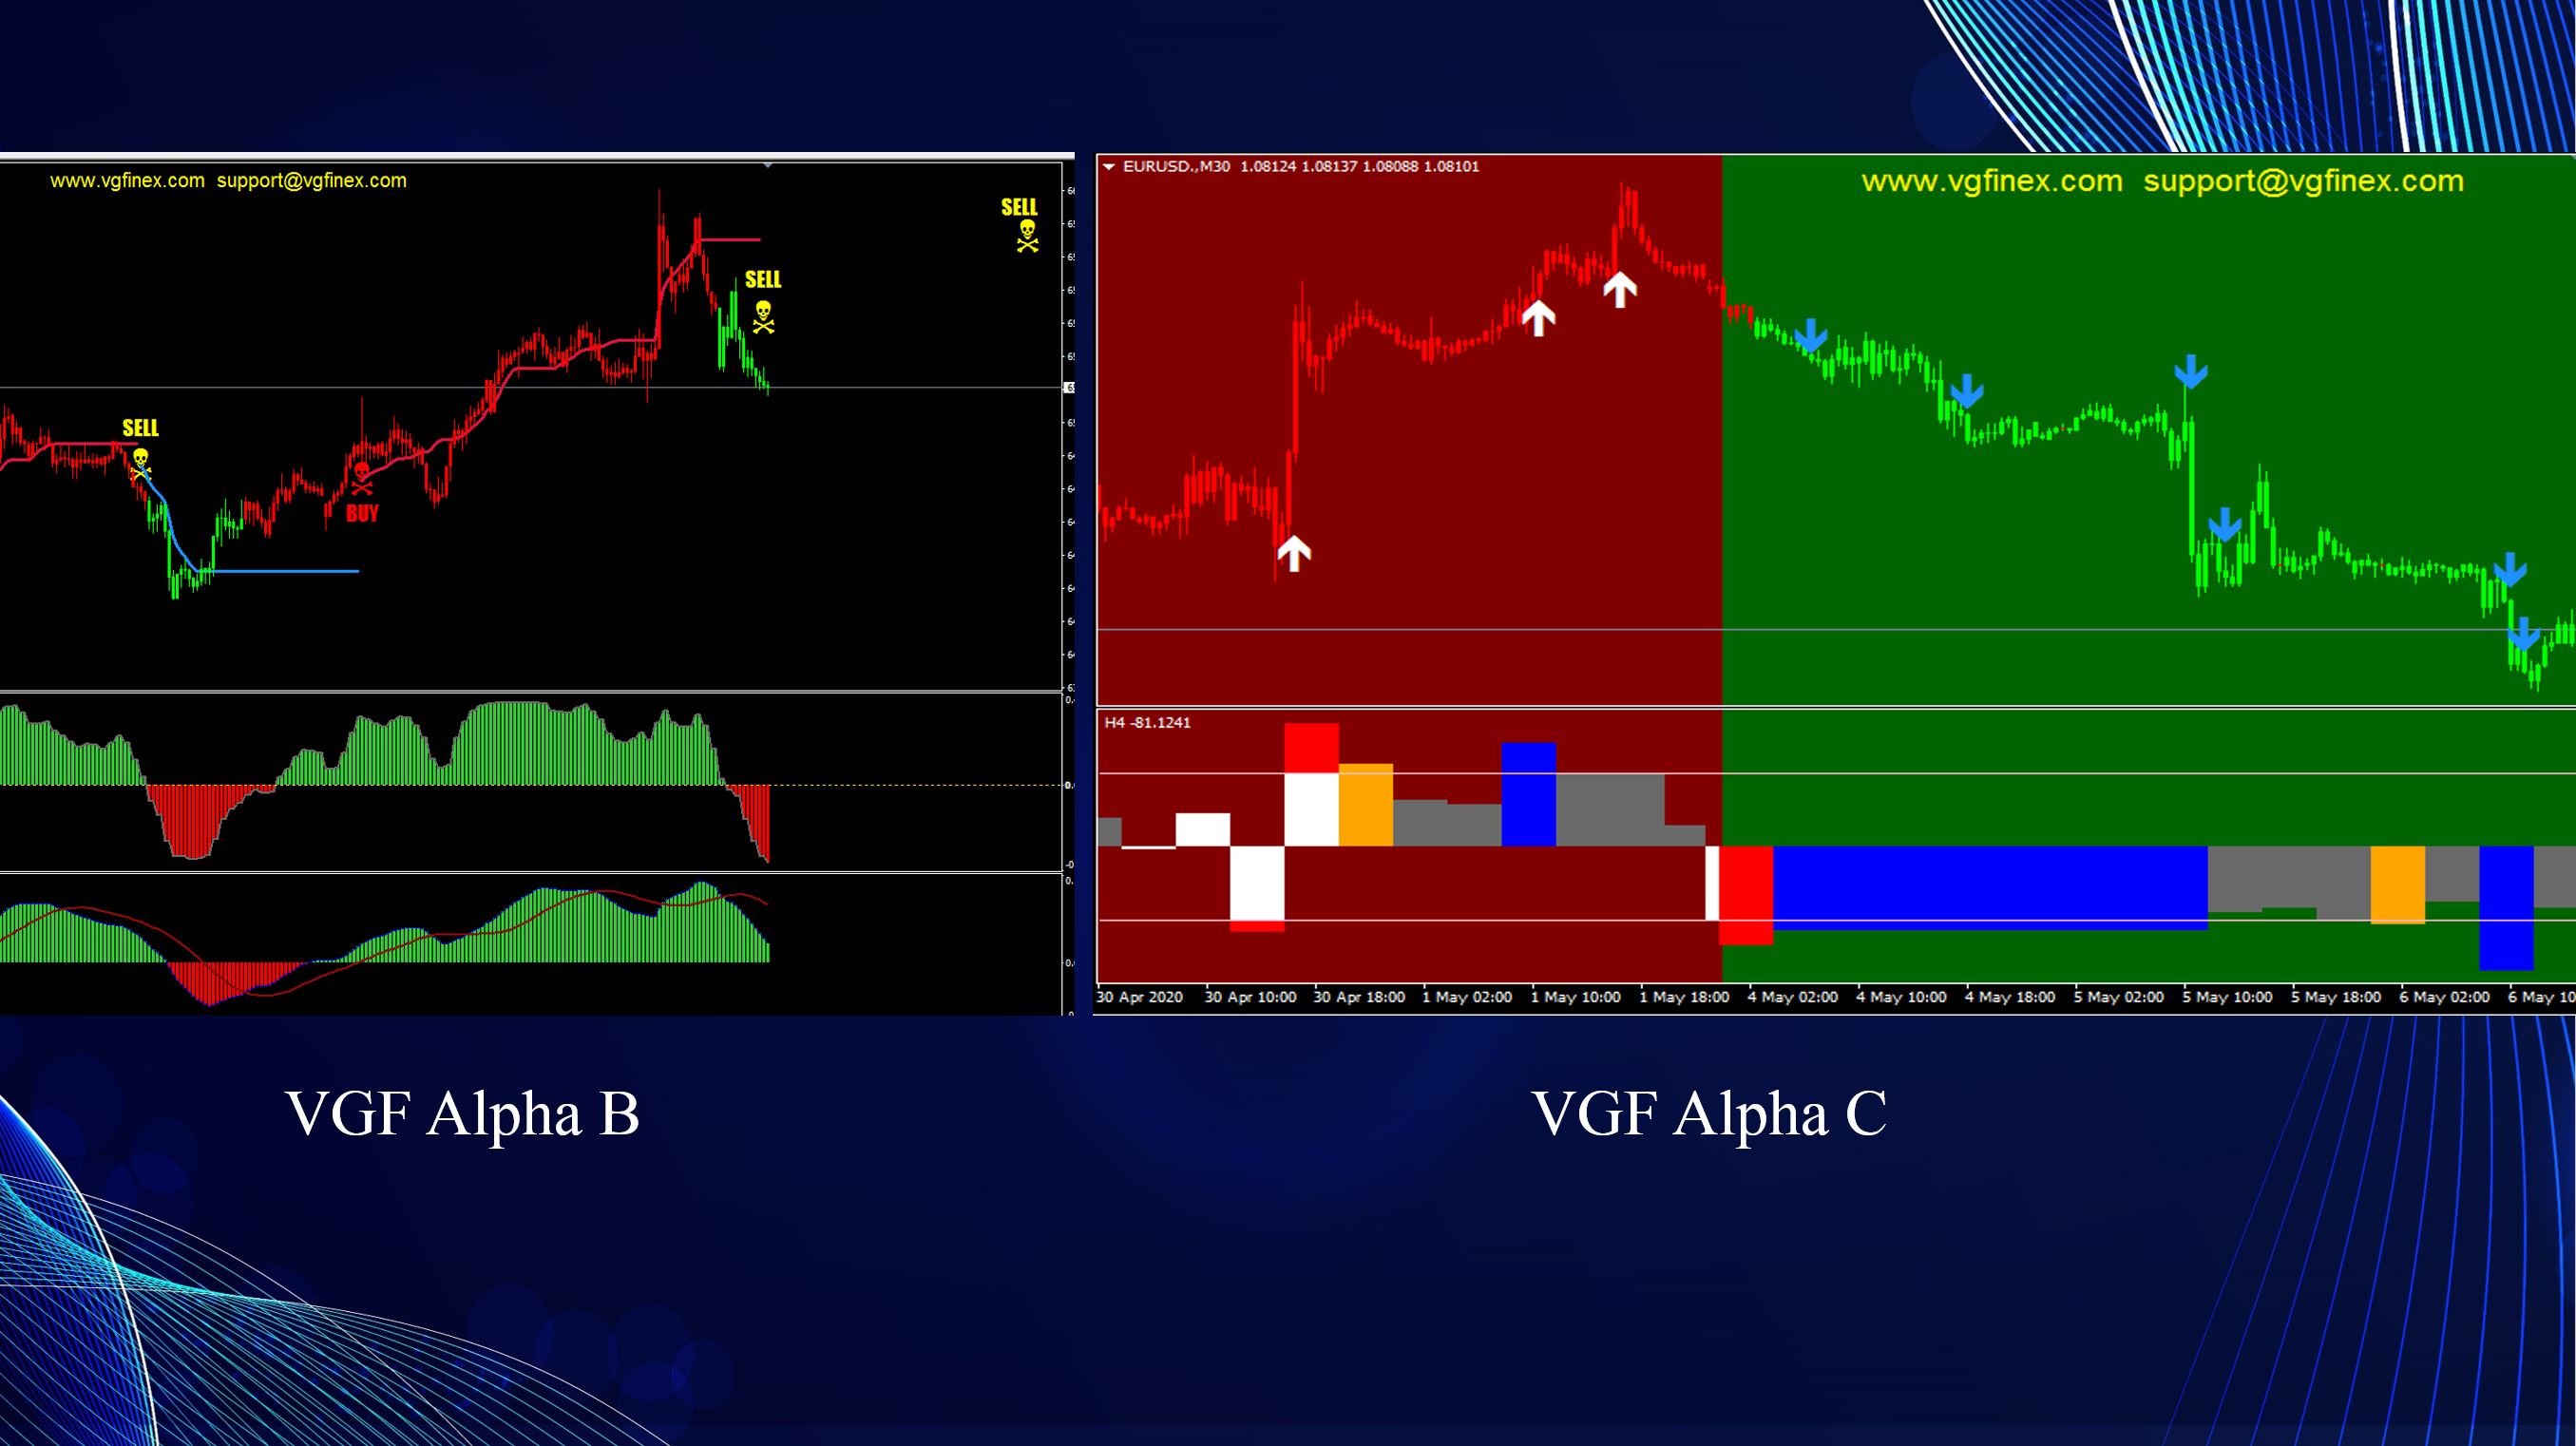 www.vgfinex.com support@vgfinex.com
SELL
SELL
SELL
BUY
EURUSD.,M30 1.08124 1.08137 1.08088 1.08101
www.vgfinex.com support@vgfinex.com
H4 -81.1241
30 Apr 2020 30 Apr 10:00 30 Apr 18:00 1 May 02:00 1 May 10:00 1 May 18:00 4 May 02:00 4 May 10:00 4 May 18:00 5 May 02:00 5 May 10:00 5 May 18:00 6 May 02:00 6 May 10
VGF Alpha B
VGF Alpha C